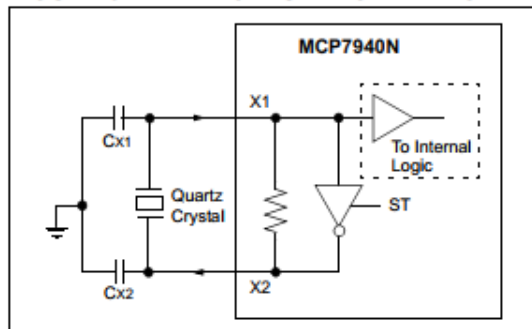 MCP7940N
X1
CX1
To Internal
Logic
Quartz
Crystal
ST
X2
CX2